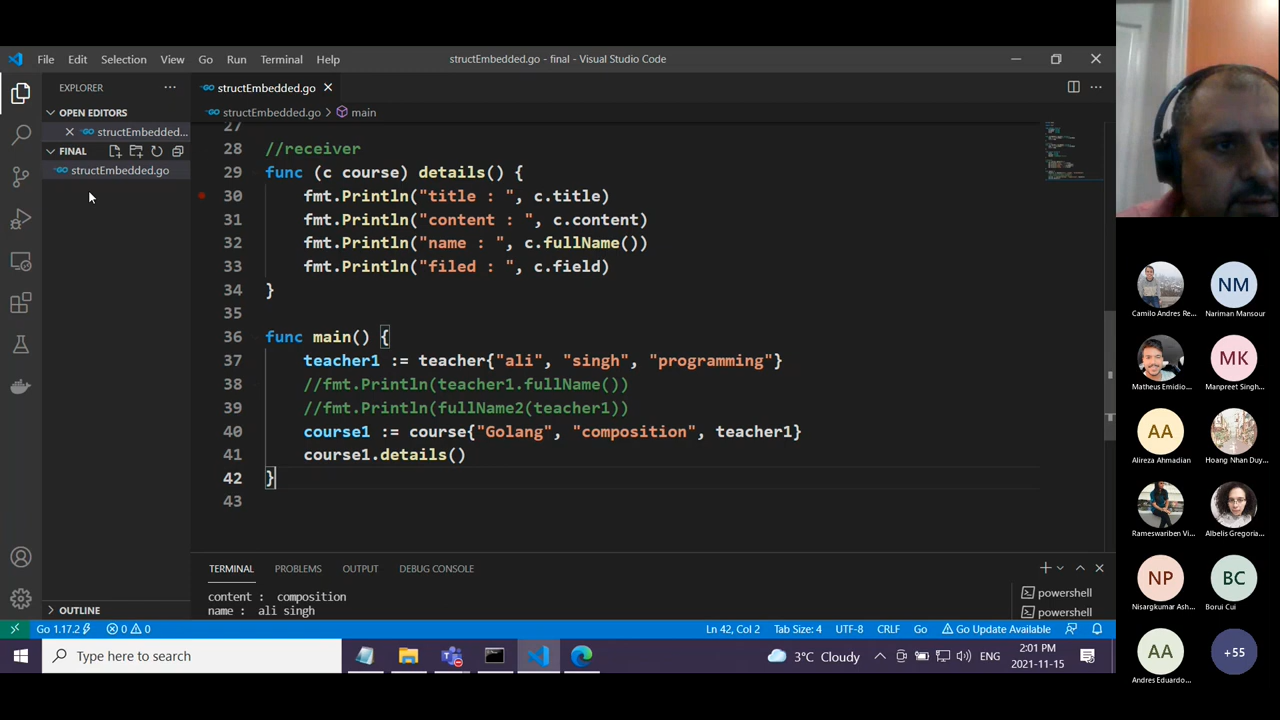 File Edit Selection View Go Run Terminal Help
structEmbedded.go - final - Visual Studio Code
EXPLORER
OPEN EDITORS
structEmbedded...
FINAL
structEmbedded.go
OUTLINE
structEmbedded.go
structEmbedded.go > main
27
28 //receiver
29 func (c course) details() {
30 fmt.Println("title : ", c.title)
31 fmt.Println("content : ", c.content)
32 fmt.Println("name : ", c.fullName())
33 fmt.Println("filed : ", c.field)
34 }
35
36 func main() {
37 teacher1 := teacher{"ali", "singh", "programming"}
38 //fmt.Println(teacher1.fullName())
39 //fmt.Println(fullName2(teacher1))
40 course1 := course{"Golang", "composition", teacher1}
41 course1.details()
42 }
43
TERMINAL PROBLEMS OUTPUT DEBUG CONSOLE
content :  composition
name :  ali singh
powershell
powershell
Go 1.17.2 0 0 Ln 42, Col 2 Tab Size: 4 UTF-8 CRLF Go Go Update Available
Type here to search
3°C Cloudy
ENG
2:01 PM
2021-11-15
Camilo Andres Re...
NM
Nariman Mansour
Matheus Emidio...
MK
Manpreet Singh...
AA
Alireza Ahmadian
Hoang Nhan Duy...
Rameswariben Vi...
Albelis Gregoria...
NP
Nisargkumar Ash...
BC
Borui Cui
AA
Andres Eduardo...
+55